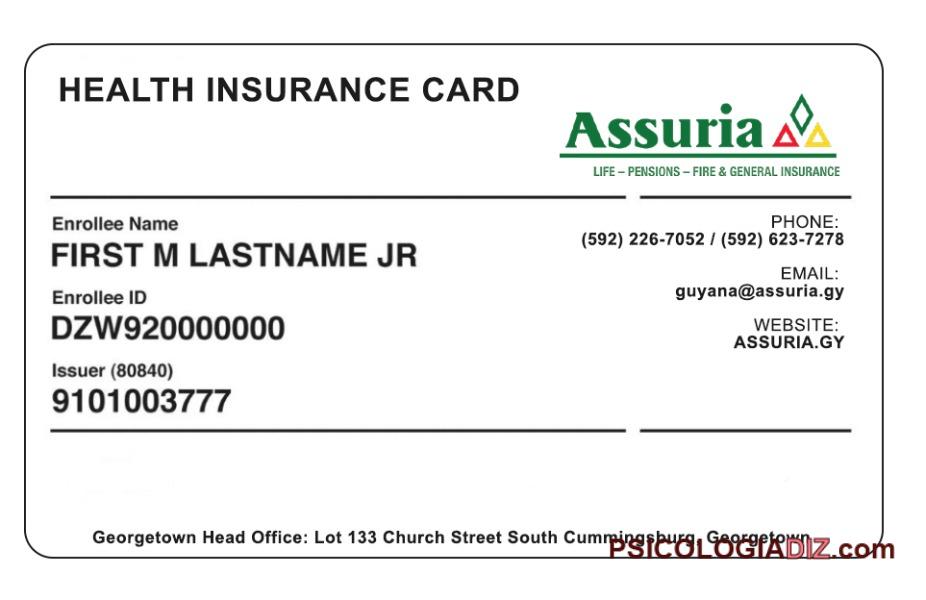 HEALTH INSURANCE CARD
Assuria
LIFE – PENSIONS – FIRE & GENERAL INSURANCE
Enrollee Name
FIRST M LASTNAME JR
Enrollee ID
DZW920000000
Issuer (80840)
9101003777
PHONE:
(592) 226-7052 / (592) 623-7278
EMAIL:
guyana@assuria.gy
WEBSITE:
ASSURIA.GY
Georgetown Head Office: Lot 133 Church Street South Cummingsburg, Georgetown
PSICOLOGIADIZ.com